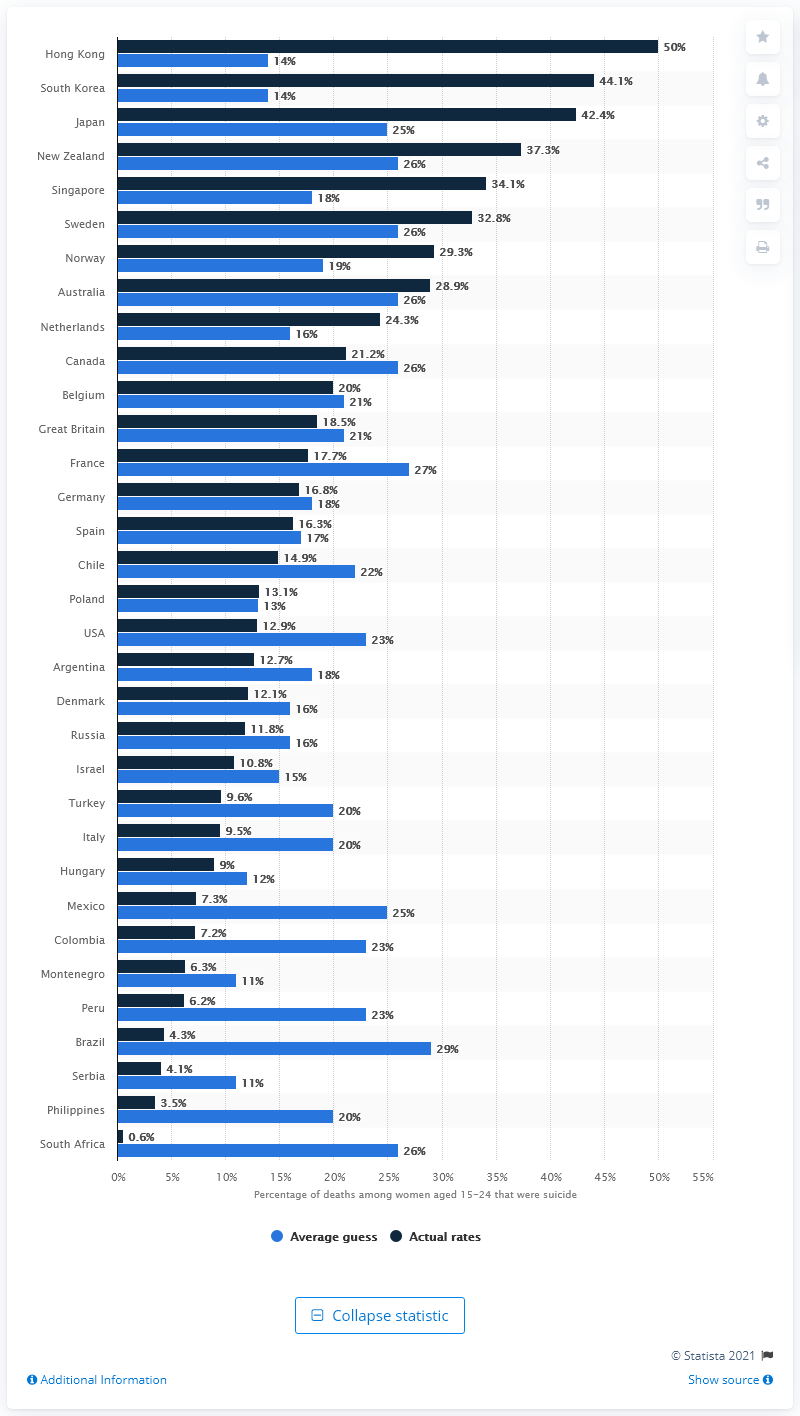 Hong Kong 50%
14%
South Korea 44.1%
14%
Japan 42.4%
25%
New Zealand 37.3%
26%
Singapore 34.1%
18%
Sweden 32.8%
26%
Norway 29.3%
19%
Australia 28.9%
26%
Netherlands 24.3%
16%
Canada 21.2%
26%
Belgium 20%
21%
Great Britain 18.5%
21%
France 17.7%
27%
Germany 16.8%
18%
Spain 16.3%
17%
Chile 14.9%
22%
Poland 13.1%
13%
USA 12.9%
23%
Argentina 12.7%
18%
Denmark 12.1%
16%
Russia 11.8%
16%
Israel 10.8%
15%
Turkey 9.6%
20%
Italy 9.5%
20%
Hungary 9%
12%
Mexico 7.3%
25%
Colombia 7.2%
23%
Montenegro 6.3%
11%
Peru 6.2%
23%
Brazil 4.3%
29%
Serbia 4.1%
11%
Philippines 3.5%
20%
South Africa 0.6%
26%
0% 5% 10% 15% 20% 25% 30% 35% 40% 45% 50% 55%
Percentage of deaths among women aged 15-24 that were suicide
Average guess Actual rates
Collapse statistic
© Statista 2021
Additional Information Show source